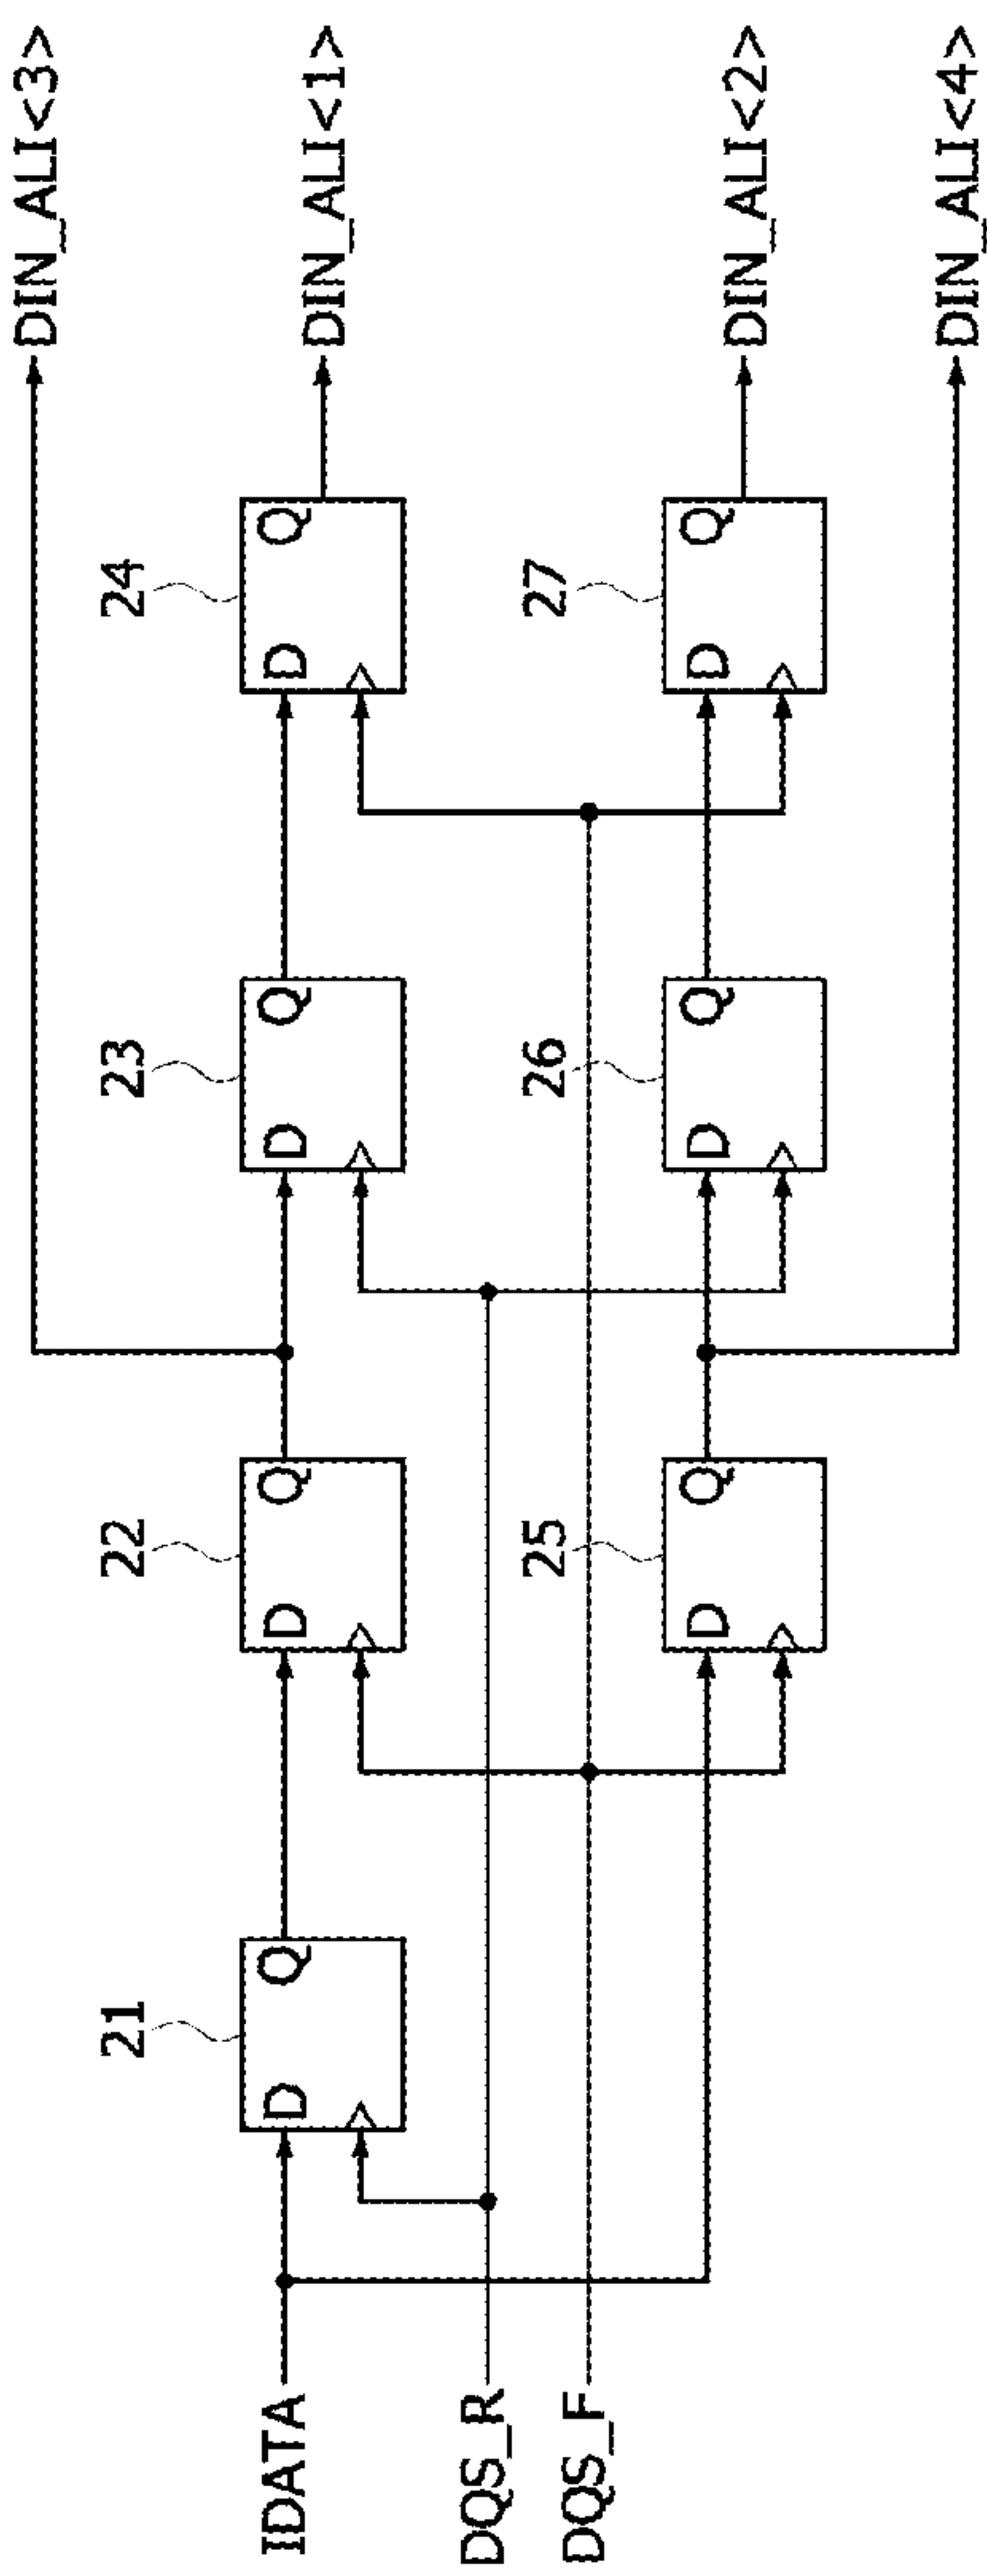 DIN_ALI<3>
24
DIN_ALI<1>
27
DIN_ALI<2>
DIN_ALI<4>
D Q
D Q
23
26
D Q
D Q
22
25
D Q
D Q
21
D Q
IDATA
DQS_R
DQS_F